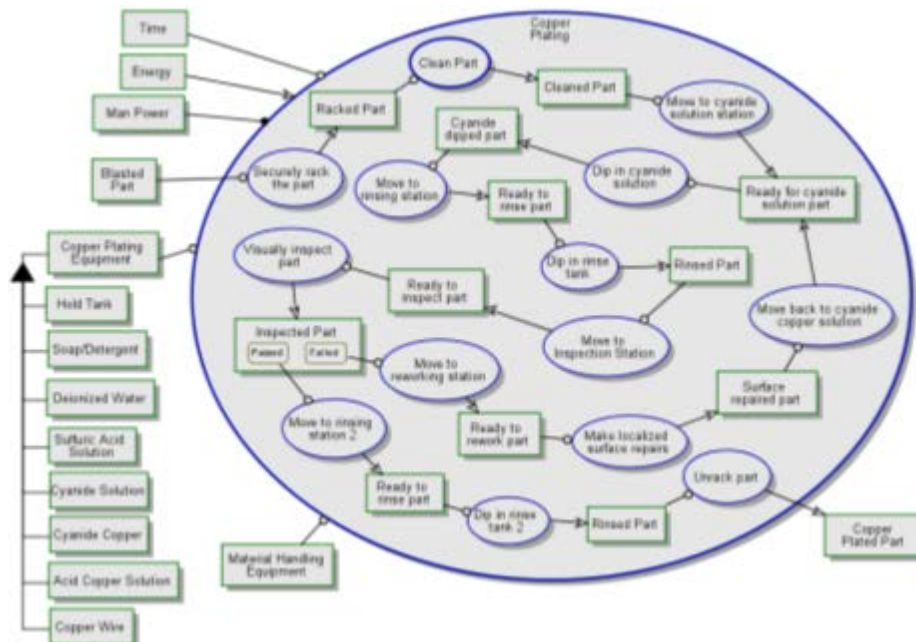 Copper
Plating
Time
Energy
Man Power
Blasted
Part
Racked Part
Clean Part
Cleaned Part
Move to cyanide
solution station
Securely rack
the part
Cyanide
dipped part
Move to
rinsing station
Dip in cyanide
solution
Ready to
rinse part
Ready for cyanide
solution part
Copper Plating
Equipment
Visually inspect
part
Dip in rinse
tank
Rinsed Part
Ready to
inspect part
Hold Tank
Move back to cyanide
copper solution
Inspected Part
Passed
Failed
Move to
Inspection Station
Soap/Detergent
Move to
reworking station
Deionized Water
Surface
repaired part
Move to rinsing
station 2
Ready to
rework part
Make localized
surface repairs
Sulfuric Acid
Solution
Cyanide Solution
Ready to
rinse part
Unrack part
Dip in rinse
tank 2
Rinsed Part
Cyanide Copper
Copper
Plated Part
Material Handling
Equipment
Acid Copper Solution
Copper Wire